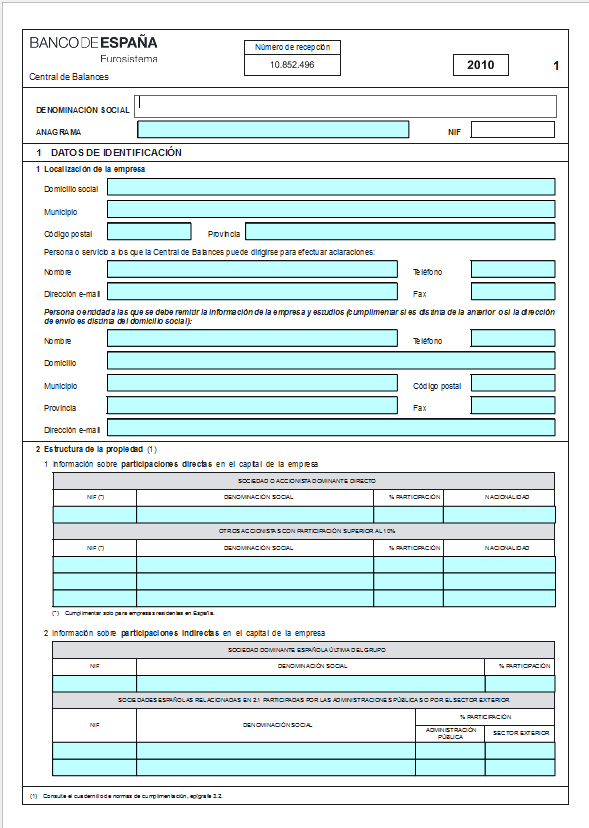 BANCO DE ESPAÑA
Eurosistema
Central de Balances
Número de recepción
10.852.496
2010
1
DENOMINACIÓN SOCIAL
ANAGRAMA NIF
1 DATOS DE IDENTIFICACIÓN
1 Localización de la empresa
Domicilio social
Municipio
Código postal Provincia
Persona o servicio a los que la Central de Balances puede dirigirse para efectuar aclaraciones:
Nombre Teléfono
Dirección e-mail Fax
Persona o entidad a las que se debe remitir la información de la empresa y estudios (cumplimentar si es distinta de la anterior o si la dirección
de envío es distinta del domicilio social):
Nombre Teléfono
Domicilio
Municipio Código postal
Provincia Fax
Dirección e-mail
2 Estructura de la propiedad (1)
1 Información sobre participaciones directas en el capital de la empresa
SOCIEDAD O ACCIONISTA DOMINANTE DIRECTO
NIF (*) DENOMINACIÓN SOCIAL % PARTICIPACIÓN NACIONALIDAD
OTROS ACCIONISTAS CON PARTICIPACIÓN SUPERIOR AL 10%
NIF (*) DENOMINACIÓN SOCIAL % PARTICIPACIÓN NACIONALIDAD
(*) Cumplimentar solo para empresas residentes en España.
2 Información sobre participaciones indirectas en el capital de la empresa
SOCIEDAD DOMINANTE ESPAÑOLA ÚLTIMA DEL GRUPO
NIF DENOMINACIÓN SOCIAL % PARTICIPACIÓN
SOCIEDADES ESPAÑOLAS RELACIONADAS EN 2.1 PARTICIPADAS POR LAS ADMINISTRACIONES PÚBLICAS O POR EL SECTOR EXTERIOR
NIF DENOMINACIÓN SOCIAL % PARTICIPACIÓN
ADMINISTRACIÓN
PÚBLICA SECTOR EXTERIOR
(1) Consulte el cuadernillo de normas de cumplimentación, epígrafe 3.2.